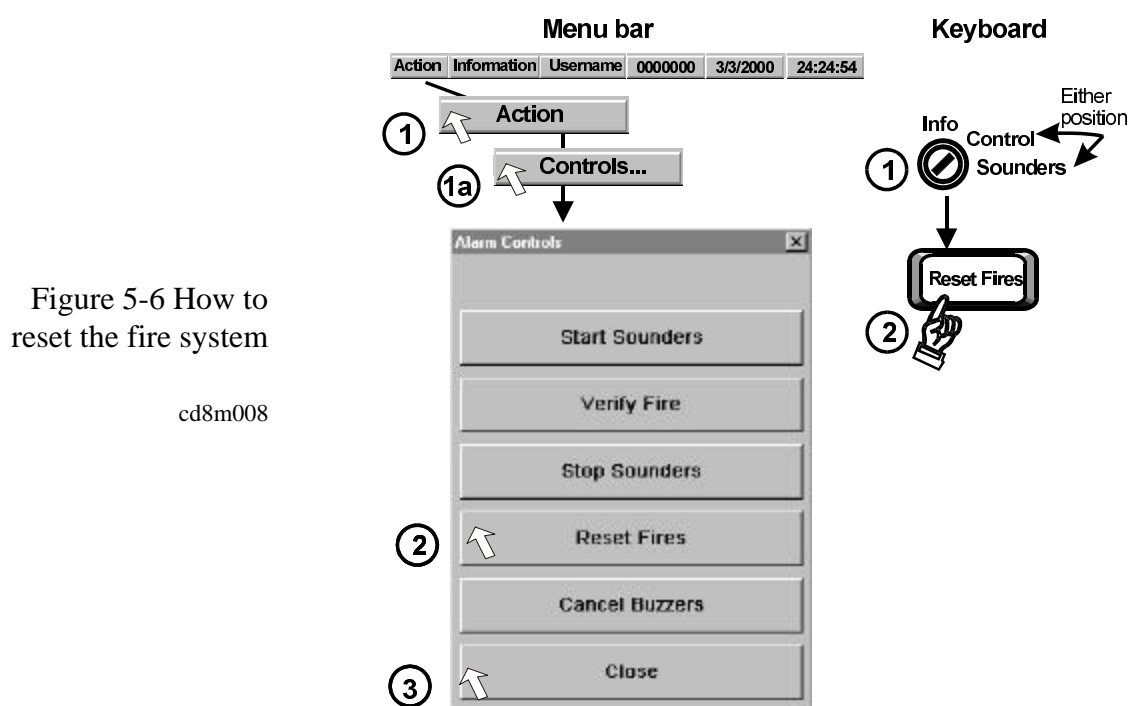 Menu bar
Keyboard
Action Information Username 0000000 3/3/2000 24:24:54
1 Action
1a Controls...
Either
position
Info
Control
1 Sounders
Reset Fires
2
Alarm Controls
Start Sounders
Verify Fire
Stop Sounders
2 Reset Fires
Cancel Buzzers
3 Close
Figure 5-6 How to
reset the fire system
cd8m008